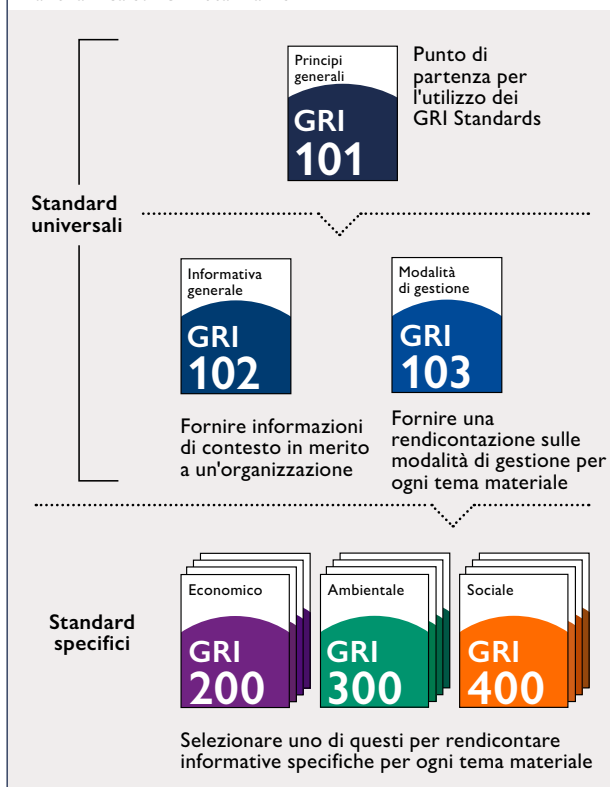 Principi
generali
GRI
101
Punto di
partenza per
l'utilizzo dei
GRI Standards
Standard
universali
Informativa
generale
GRI
102
Modalità
di gestione
GRI
103
Fornire informazioni
di contesto in merito
a un'organizzazione
Fornire una
rendicontazione sulle
modalità di gestione per
ogni tema materiale
Standard
specifici
Economico
GRI
200
Ambientale
GRI
300
Sociale
GRI
400
Selezionare uno di questi per rendicontare
informative specifiche per ogni tema materiale